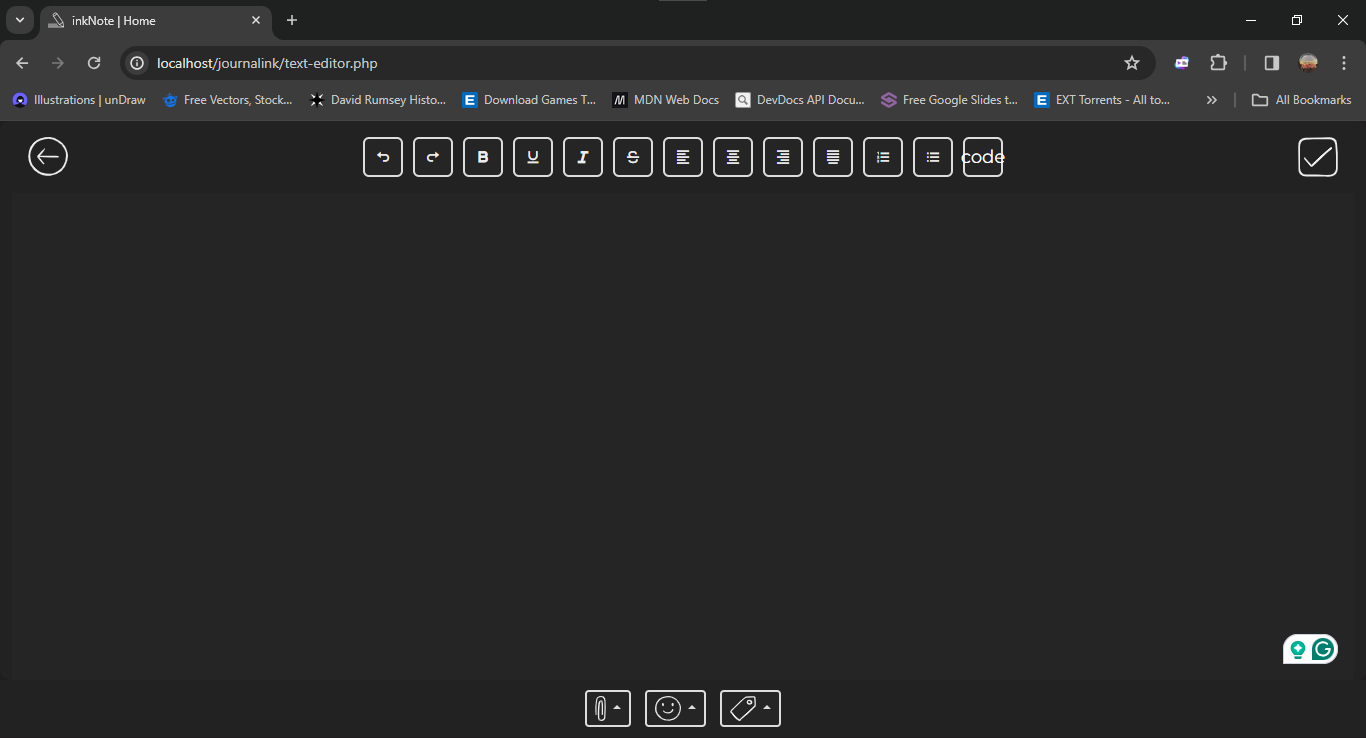 inkNote | Home
localhost/journalink/text-editor.php
Illustrations | unDraw Free Vectors, Stock... David Rumsey Histo... E Download Games T... M MDN Web Docs DevDocs API Docu... Free Google Slides t... E EXT Torrents - All to... All Bookmarks
B U I S code
G